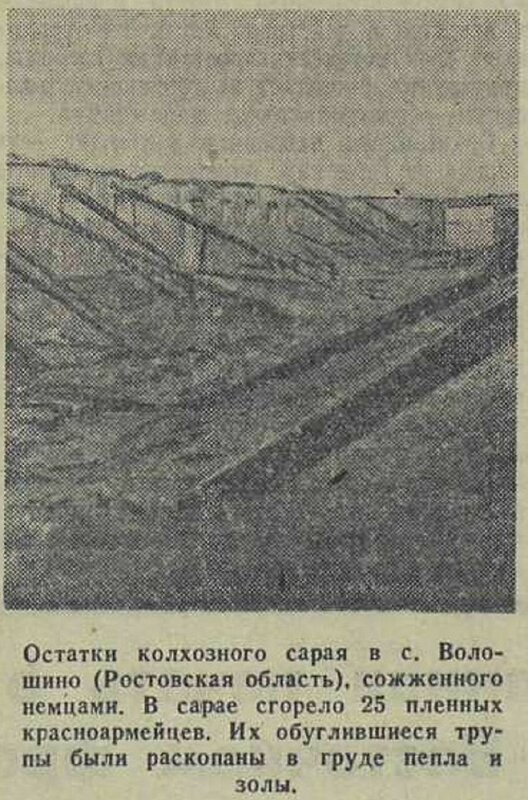 Остатки колхозного сарая в с. Воло-
шино (Ростовская область), сожженного
немцами. В сарае сгорело 25 пленных
красноармейцев. Их обуглившиеся тру-
пы были раскопаны в груде пепла и
золы.